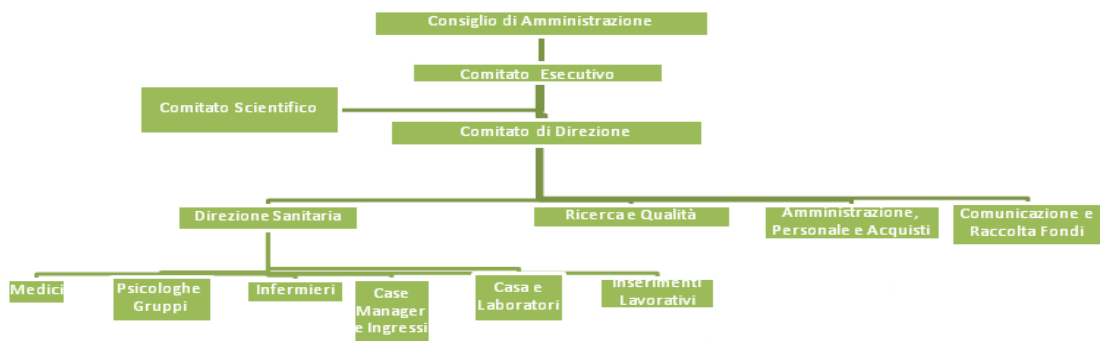 Consiglio di Amministrazione
Comitato Esecutivo
Comitato Scientifico
Comitato di Direzione
Direzione Sanitaria
Ricerca e Qualità
Amministrazione,
Personale e Acquisti
Comunicazione e
Raccolta Fondi
Medici
Psicologhe
Gruppi
Infermieri
Case
Manager
e Ingressi
Casa e
Laboratori
Inserimenti
Lavorativi